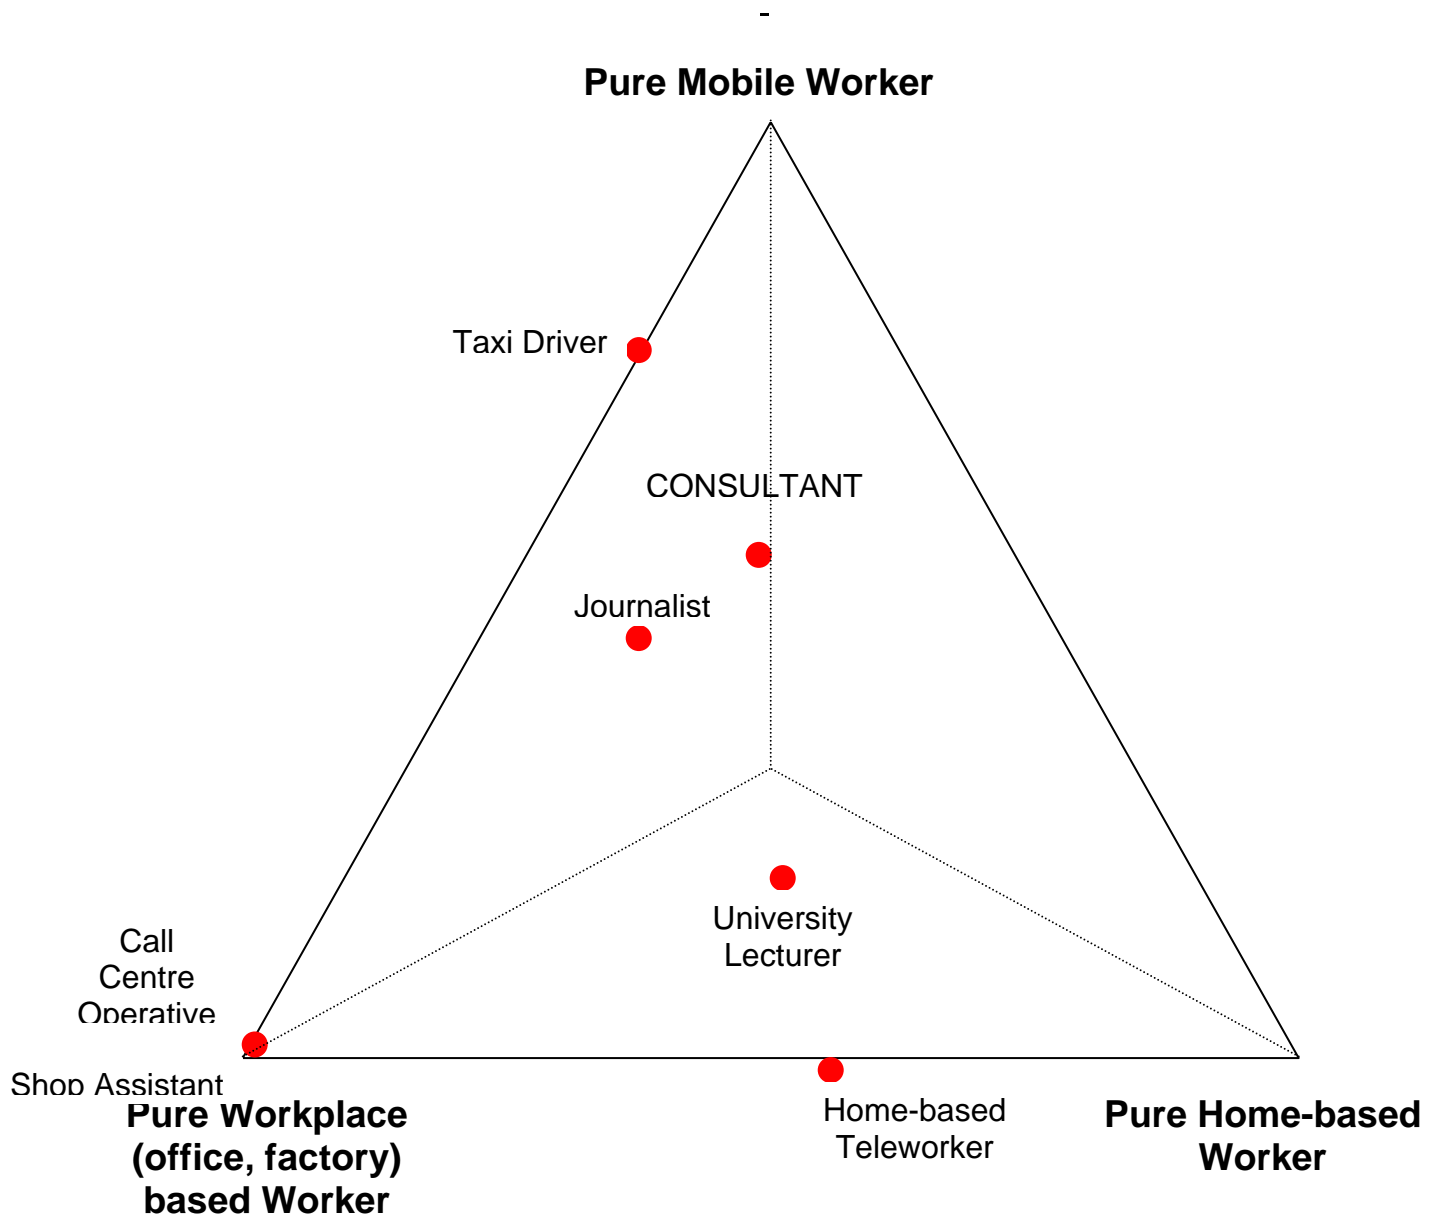 -
Pure Mobile Worker
Taxi Driver
CONSULTANT
Journalist
University
Lecturer
Call
Centre
Operative
Shop Assistant
Pure Workplace
(office, factory)
based Worker
Home-based
Teleworker
Pure Home-based
Worker